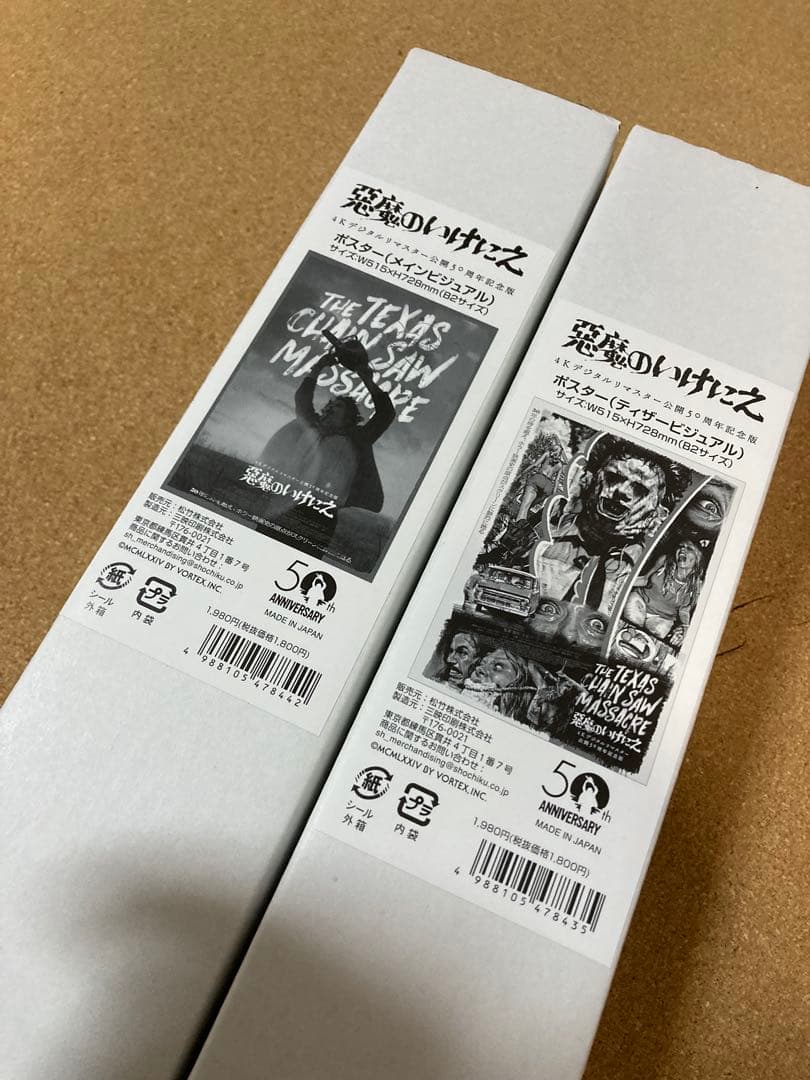 惡魔のいけにえ
4Kデジタルリマスター公開50周年記念版
ポスター(メインビジュアル)
サイズ:W515×H728mm(B2サイズ)
THE TEXAS
CHAIN SAW
MASSACRE
惡魔のいけにえ
販売元:松竹株式会社
製造元:三映印刷株式会社
〒176-0021
東京都練馬区貫井4丁目1番7号
商品に関するお問い合わせ:
sh_merchandising@shochiku.co.jp
©MCMLXXIV BY VORTEX,INC.
紙
シール
外箱
プラ
内袋
50th
ANNIVERSARY
MADE IN JAPAN
1,980円(税抜価格1,800円)
4 988105 478442
惡魔のいけにえ
4Kデジタルリマスター公開50周年記念版
ポスター(ティザービジュアル)
サイズ:W515×H728mm(B2サイズ)
THE TEXAS
CHAIN SAW
MASSACRE
惡魔のいけにえ
販売元:松竹株式会社
製造元:三映印刷株式会社
〒176-0021
東京都練馬区貫井4丁目1番7号
商品に関するお問い合わせ:
sh_merchandising@shochiku.co.jp
©MCMLXXIV BY VORTEX,INC.
紙
シール
外箱
プラ
内袋
50th
ANNIVERSARY
MADE IN JAPAN
1,980円(税抜価格1,800円)
4 988105 478435